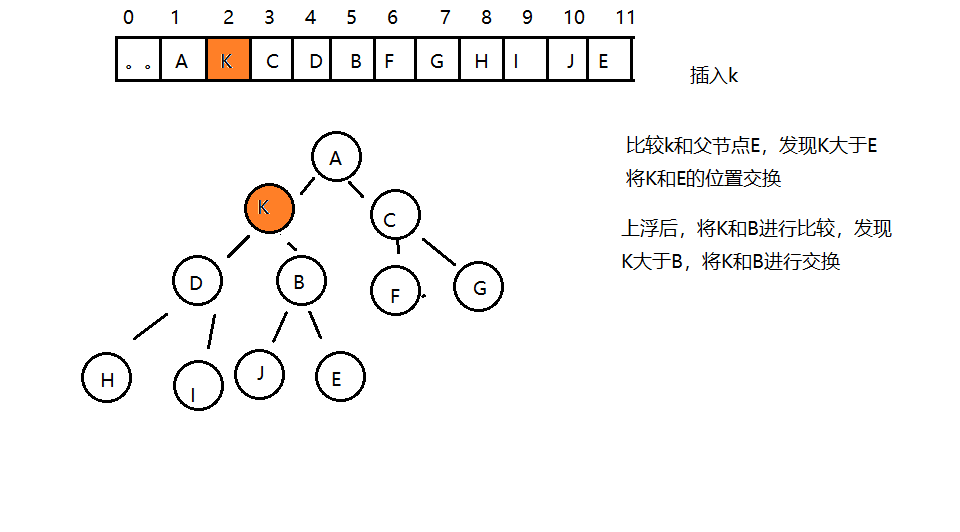 0 1 2 3 4 5 6 7 8 9 10 11
。。 A K C D B F G H I J E
插入k
比较k和父节点E，发现K大于E
将K和E的位置交换
上浮后，将K和B进行比较，发现
K大于B，将K和B进行交换
A
K
C
D
B
F
G
H
I
J
E